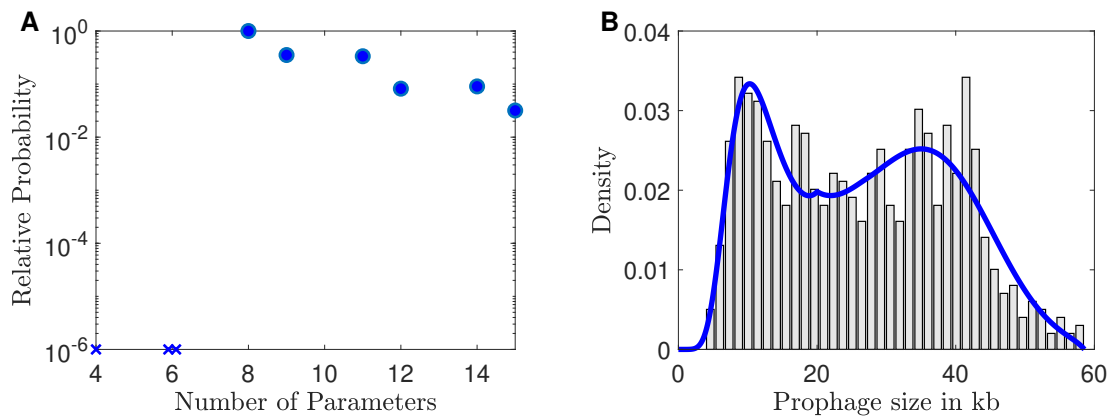 A
Relative Probability
10^0
10^-2
10^-4
10^-6
4 6 8 10 12 14
Number of Parameters
B
Density
0.04
0.03
0.02
0.01
0
0 20 40 60
Prophage size in kb